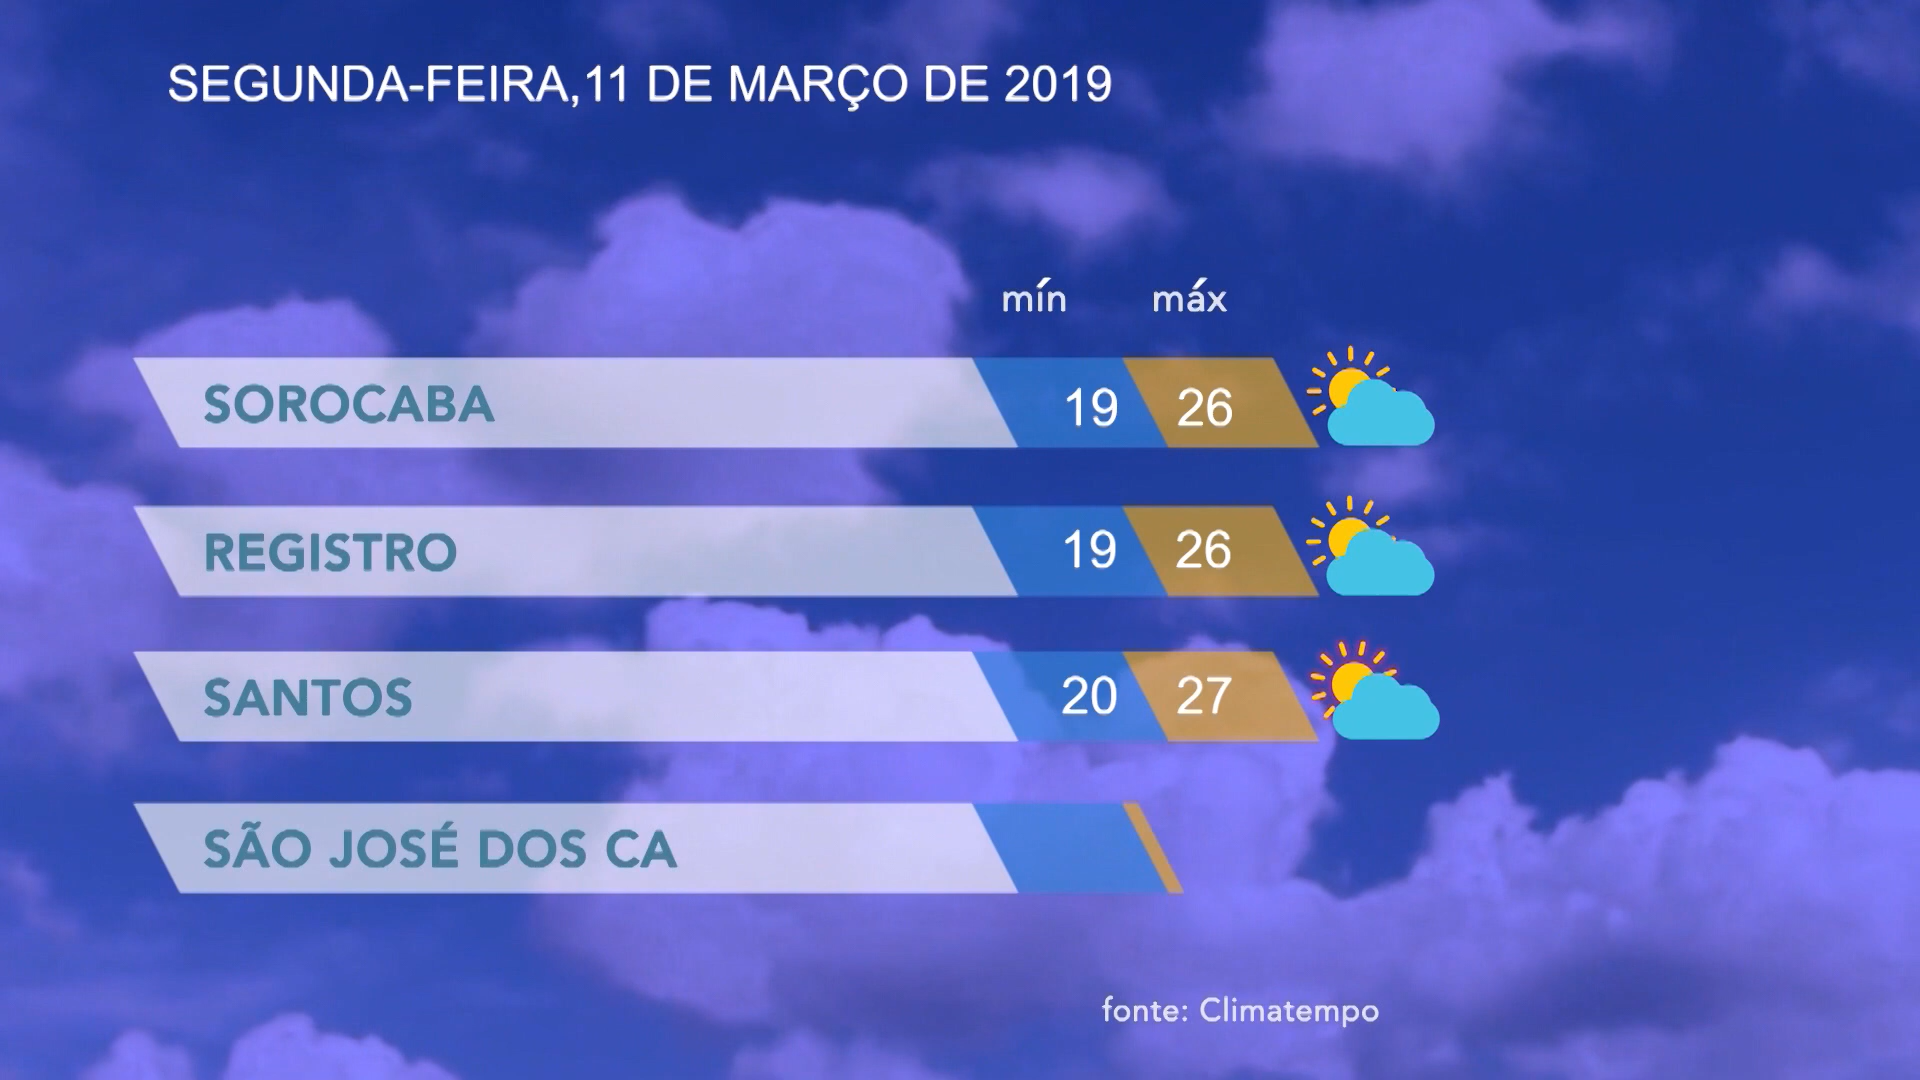 SEGUNDA-FEIRA,11 DE MARÇO DE 2019
mín máx
SOROCABA 19 26
REGISTRO 19 26
SANTOS 20 27
SÃO JOSÉ DOS CA
fonte: Climatempo